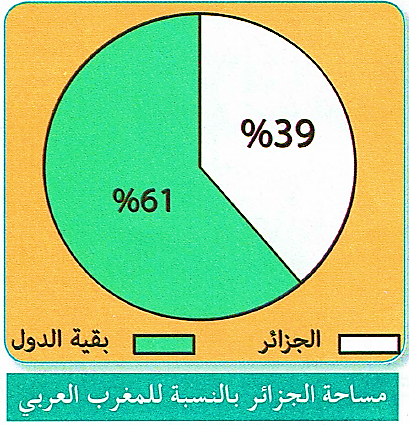 %39
%61
الجزائر
بقية الدول
مساحة الجزائر بالنسبة للمغرب العربي